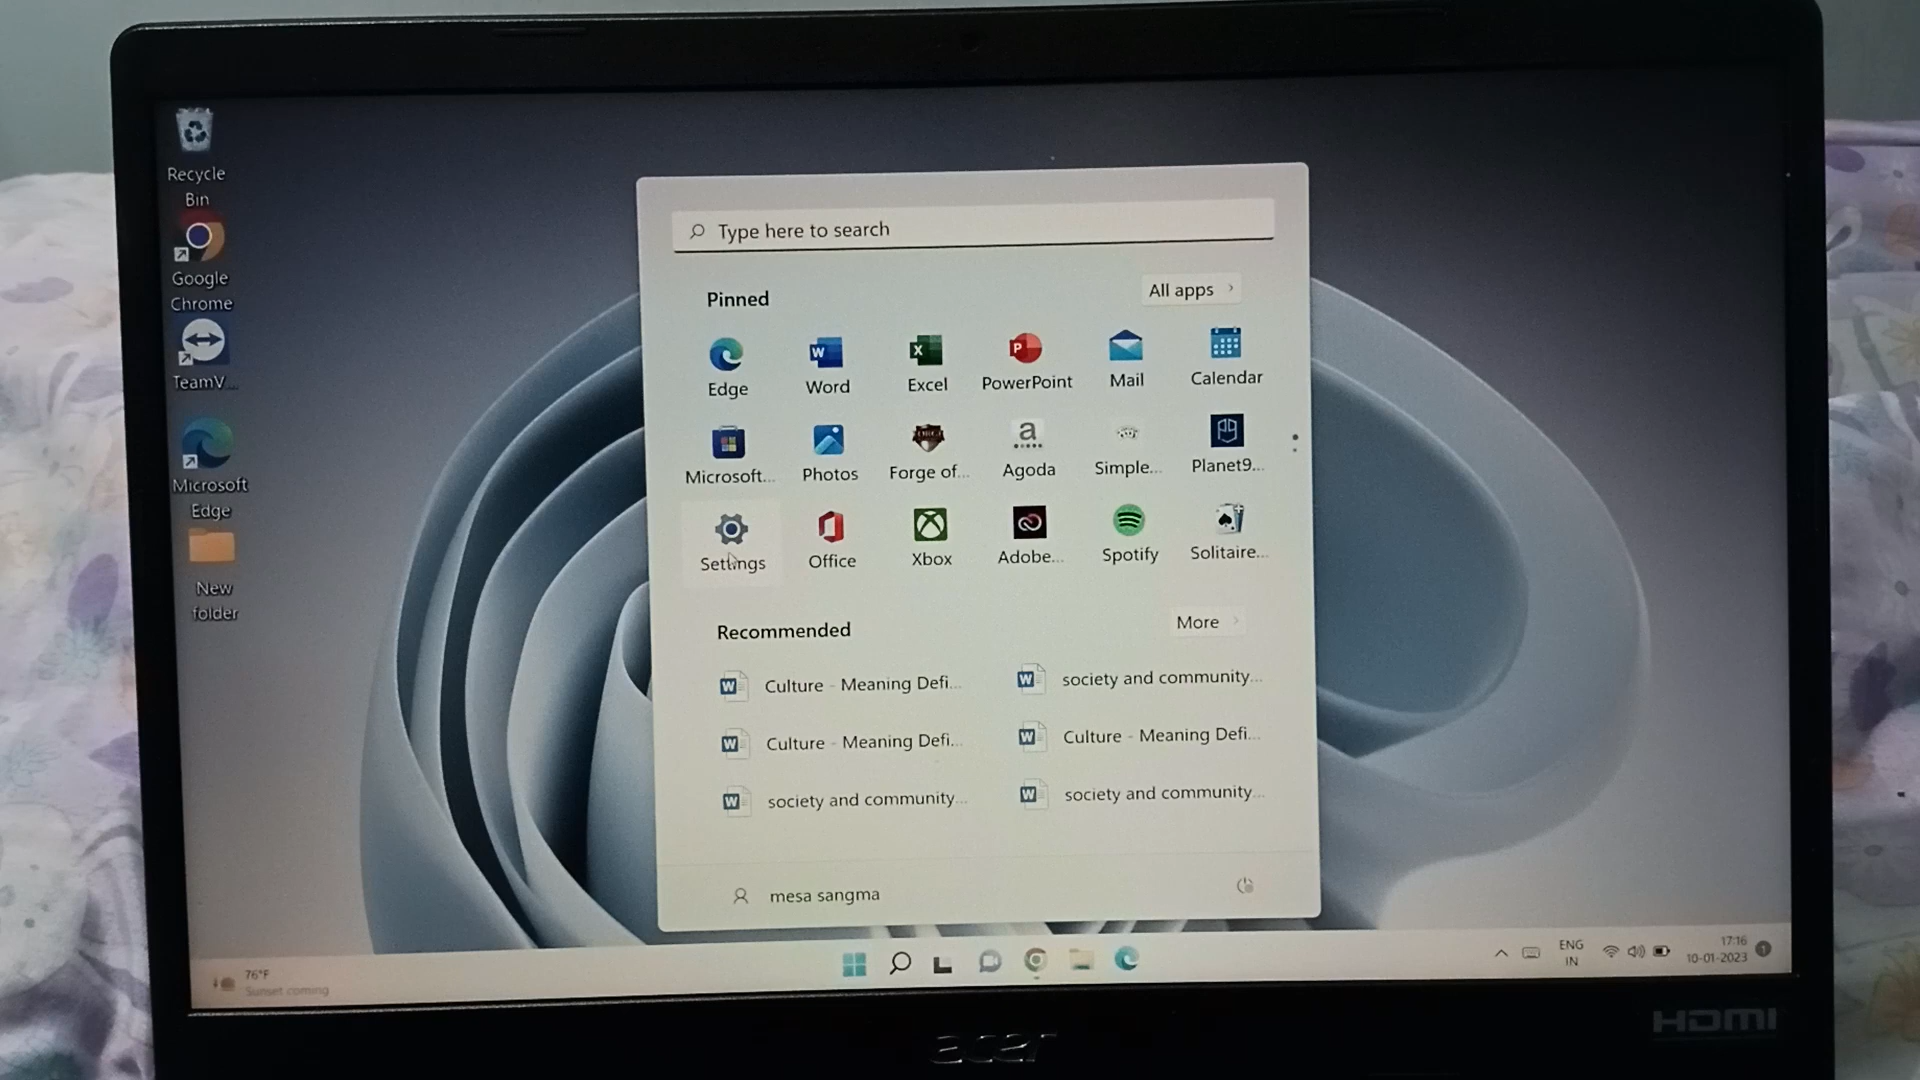 Recycle
Bin
Google
Chrome
TeamV...
Microsoft
Edge
New
folder
Type here to search
Pinned
All apps
Edge
Word
Excel
PowerPoint
Mail
Calendar
Microsoft...
Photos
Forge of...
Agoda
Simple...
Planet9...
Settings
Office
Xbox
Adobe...
Spotify
Solitaire...
Recommended
More
Culture - Meaning Defi...
society and community...
Culture - Meaning Defi...
Culture - Meaning Defi...
society and community...
society and community...
mesa sangma
76°F
Sunset coming
ENG
IN
17:16
10-01-2023
1
HDMI
acer